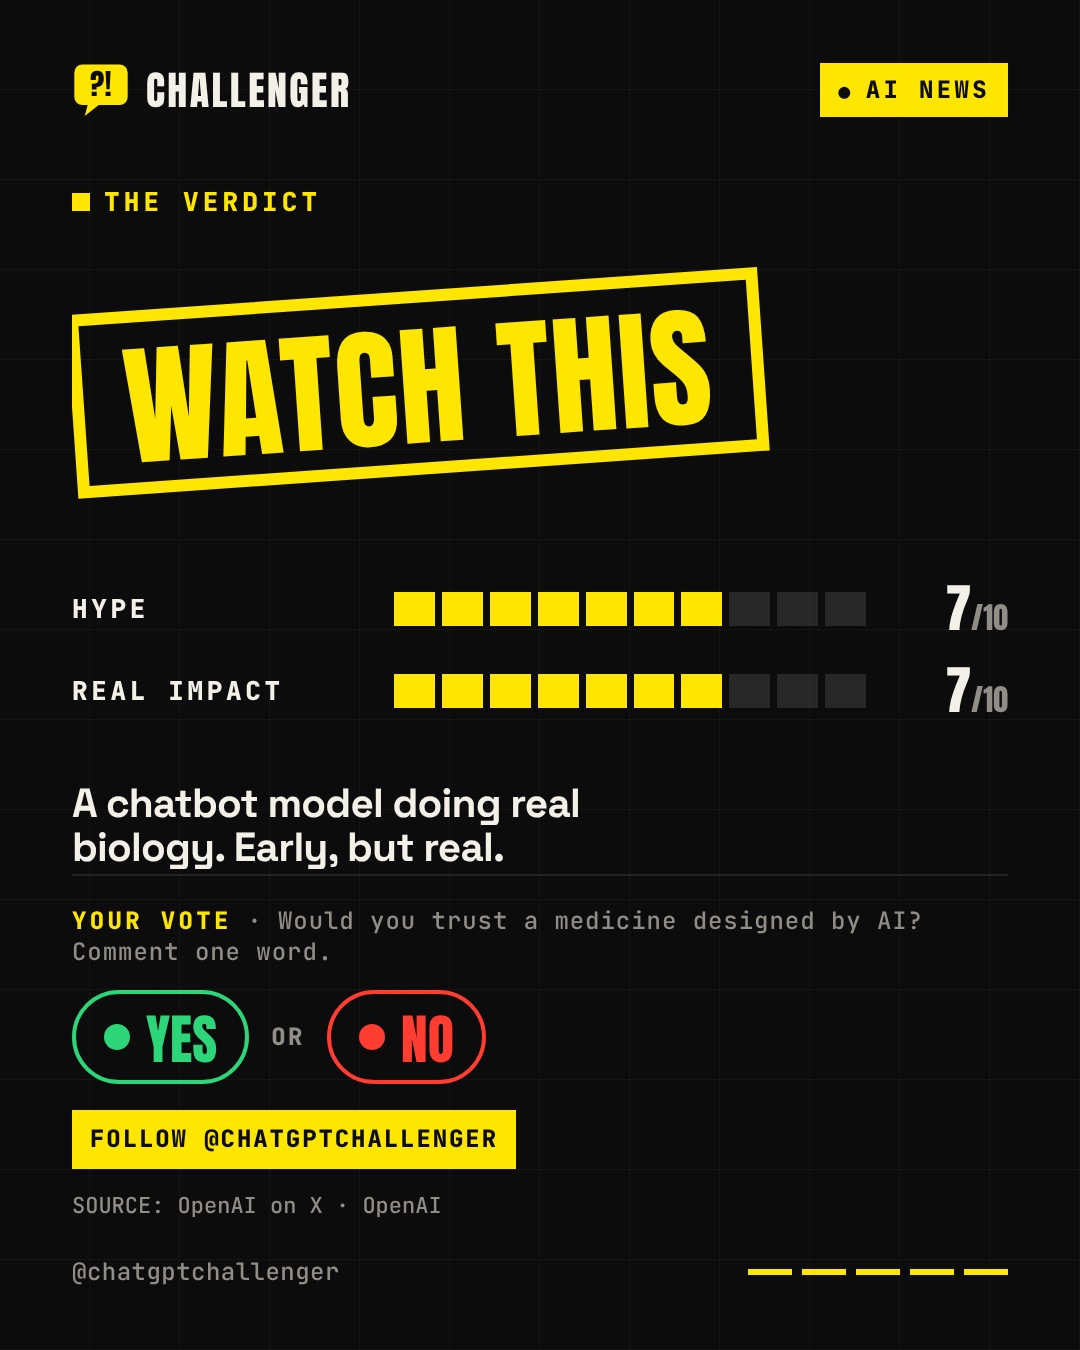 ?! CHALLENGER
● AI NEWS
THE VERDICT
WATCH THIS
HYPE 7/10
REAL IMPACT 7/10
A chatbot model doing real
biology. Early, but real.
YOUR VOTE · Would you trust a medicine designed by AI?
Comment one word.
YES OR NO
FOLLOW @CHATGPTCHALLENGER
SOURCE: OpenAI on X · OpenAI
@chatgptchallenger